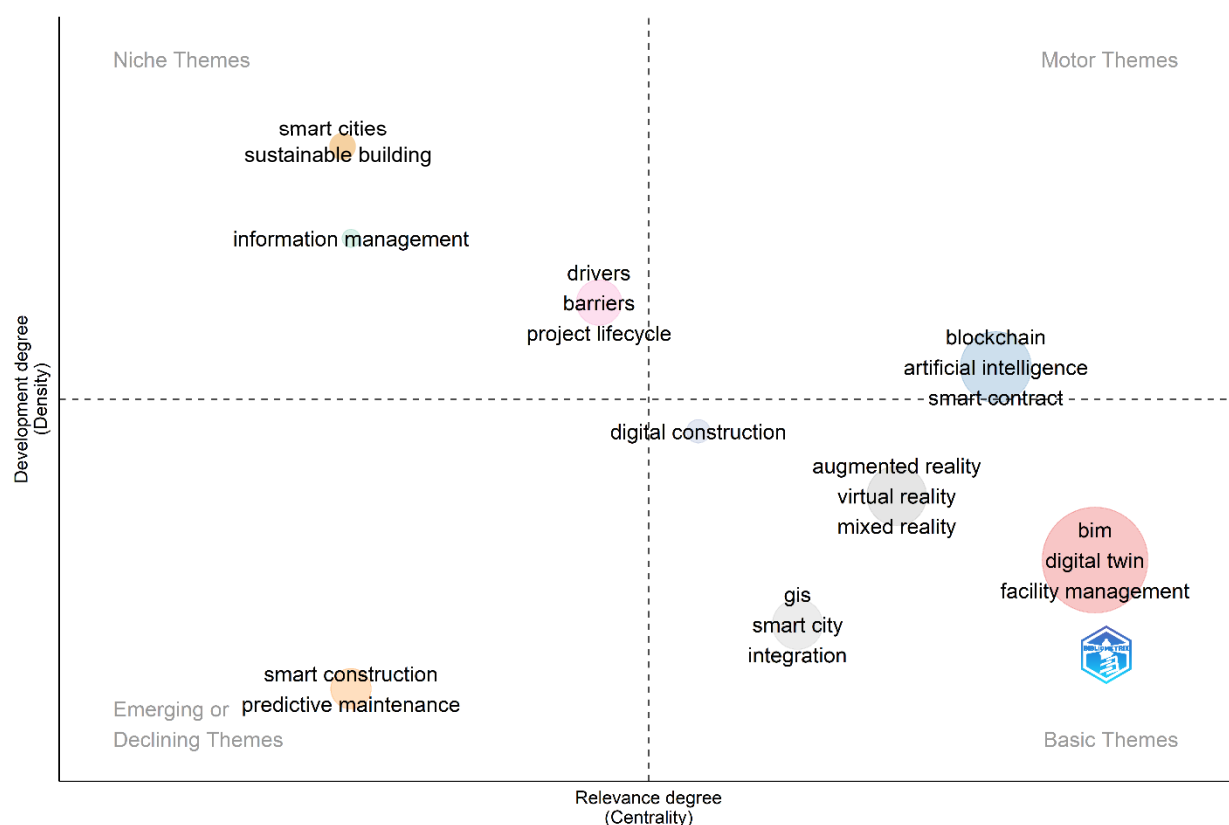 Niche Themes
Motor Themes
smart cities
sustainable building
information management
drivers
barriers
project lifecycle
blockchain
artificial intelligence
smart contract
digital construction
augmented reality
virtual reality
mixed reality
bim
digital twin
facility management
gis
smart city
integration
BIBLIOMETRIX
smart construction
predictive maintenance
Emerging or
Declining Themes
Basic Themes
Development degree
(Density)
Relevance degree
(Centrality)